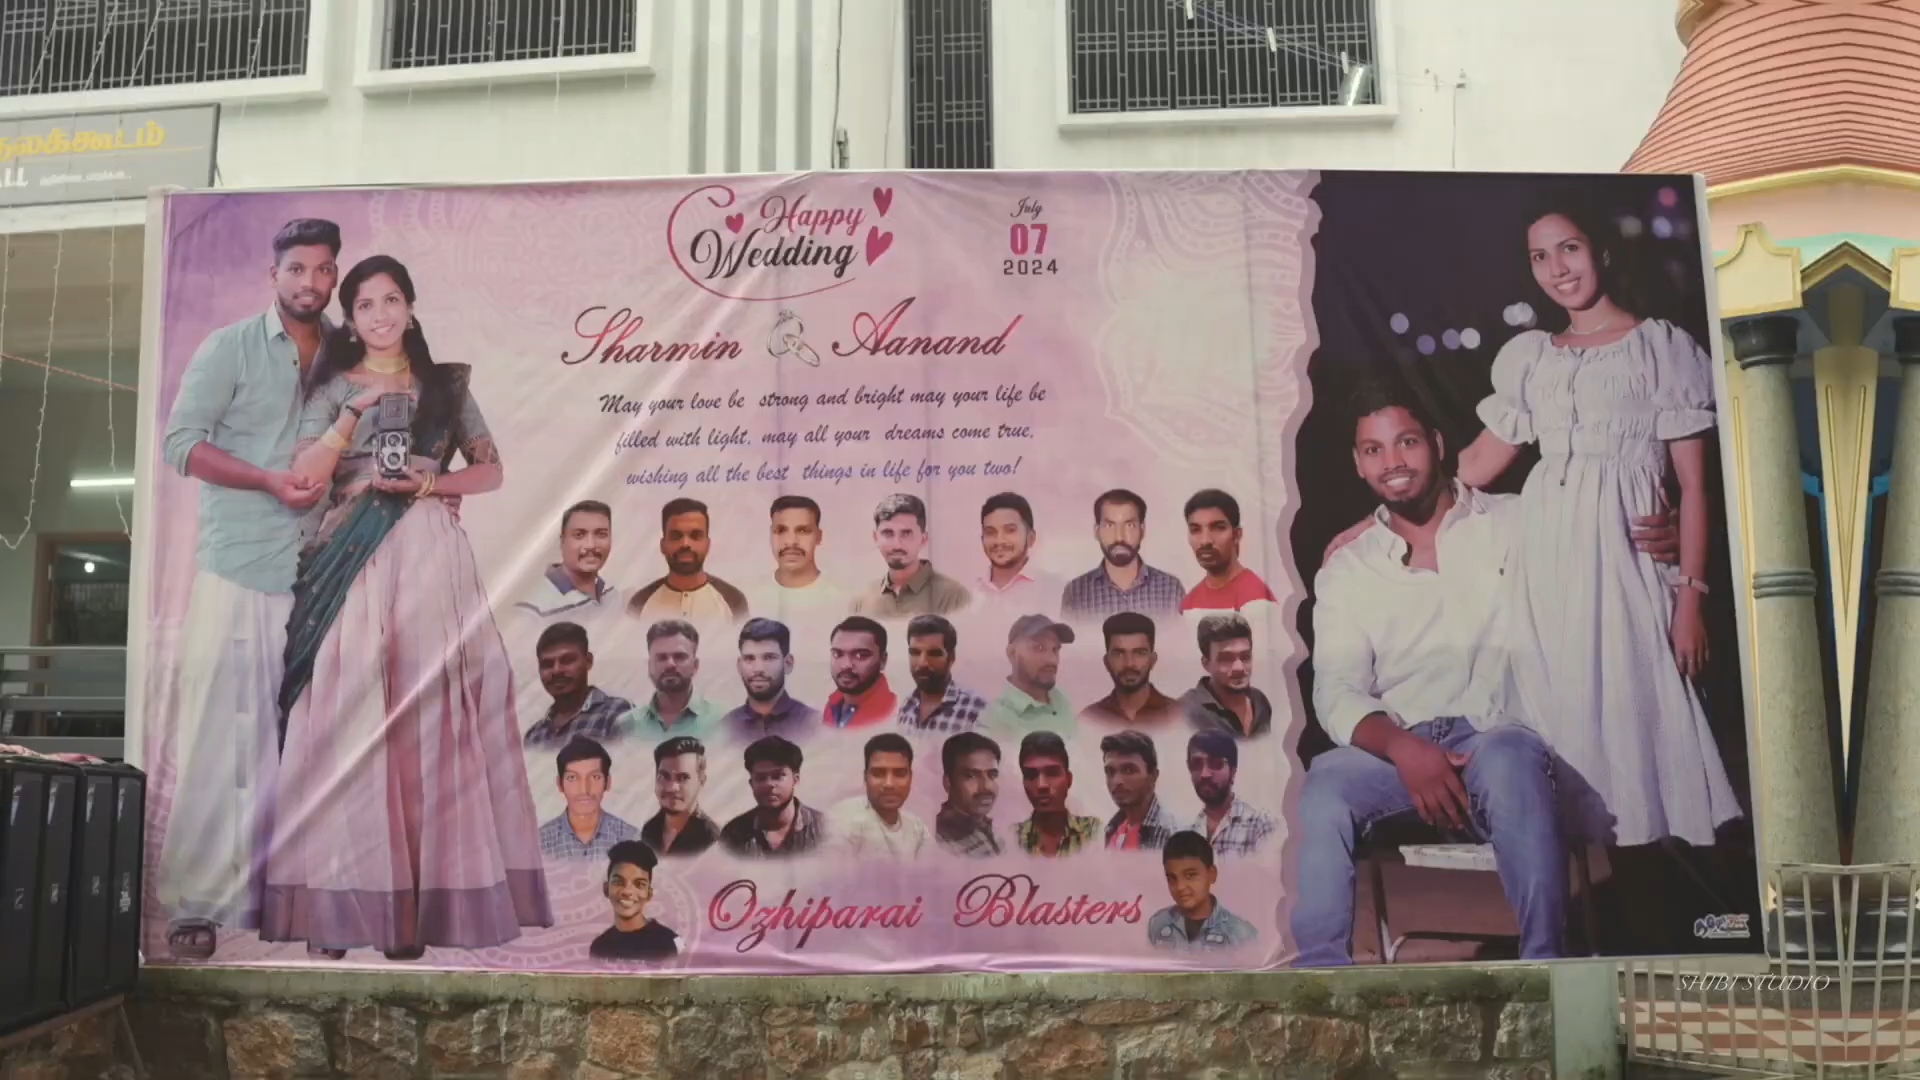 தலக்கூடம்
Happy
Wedding
July
07
2024
Sharmin & Aanand
May your love be strong and bright may your life be
filled with light, may all your dreams come true,
wishing all the best things in life for you two!
Ozhiparai Blasters
SHIBI STUDIO